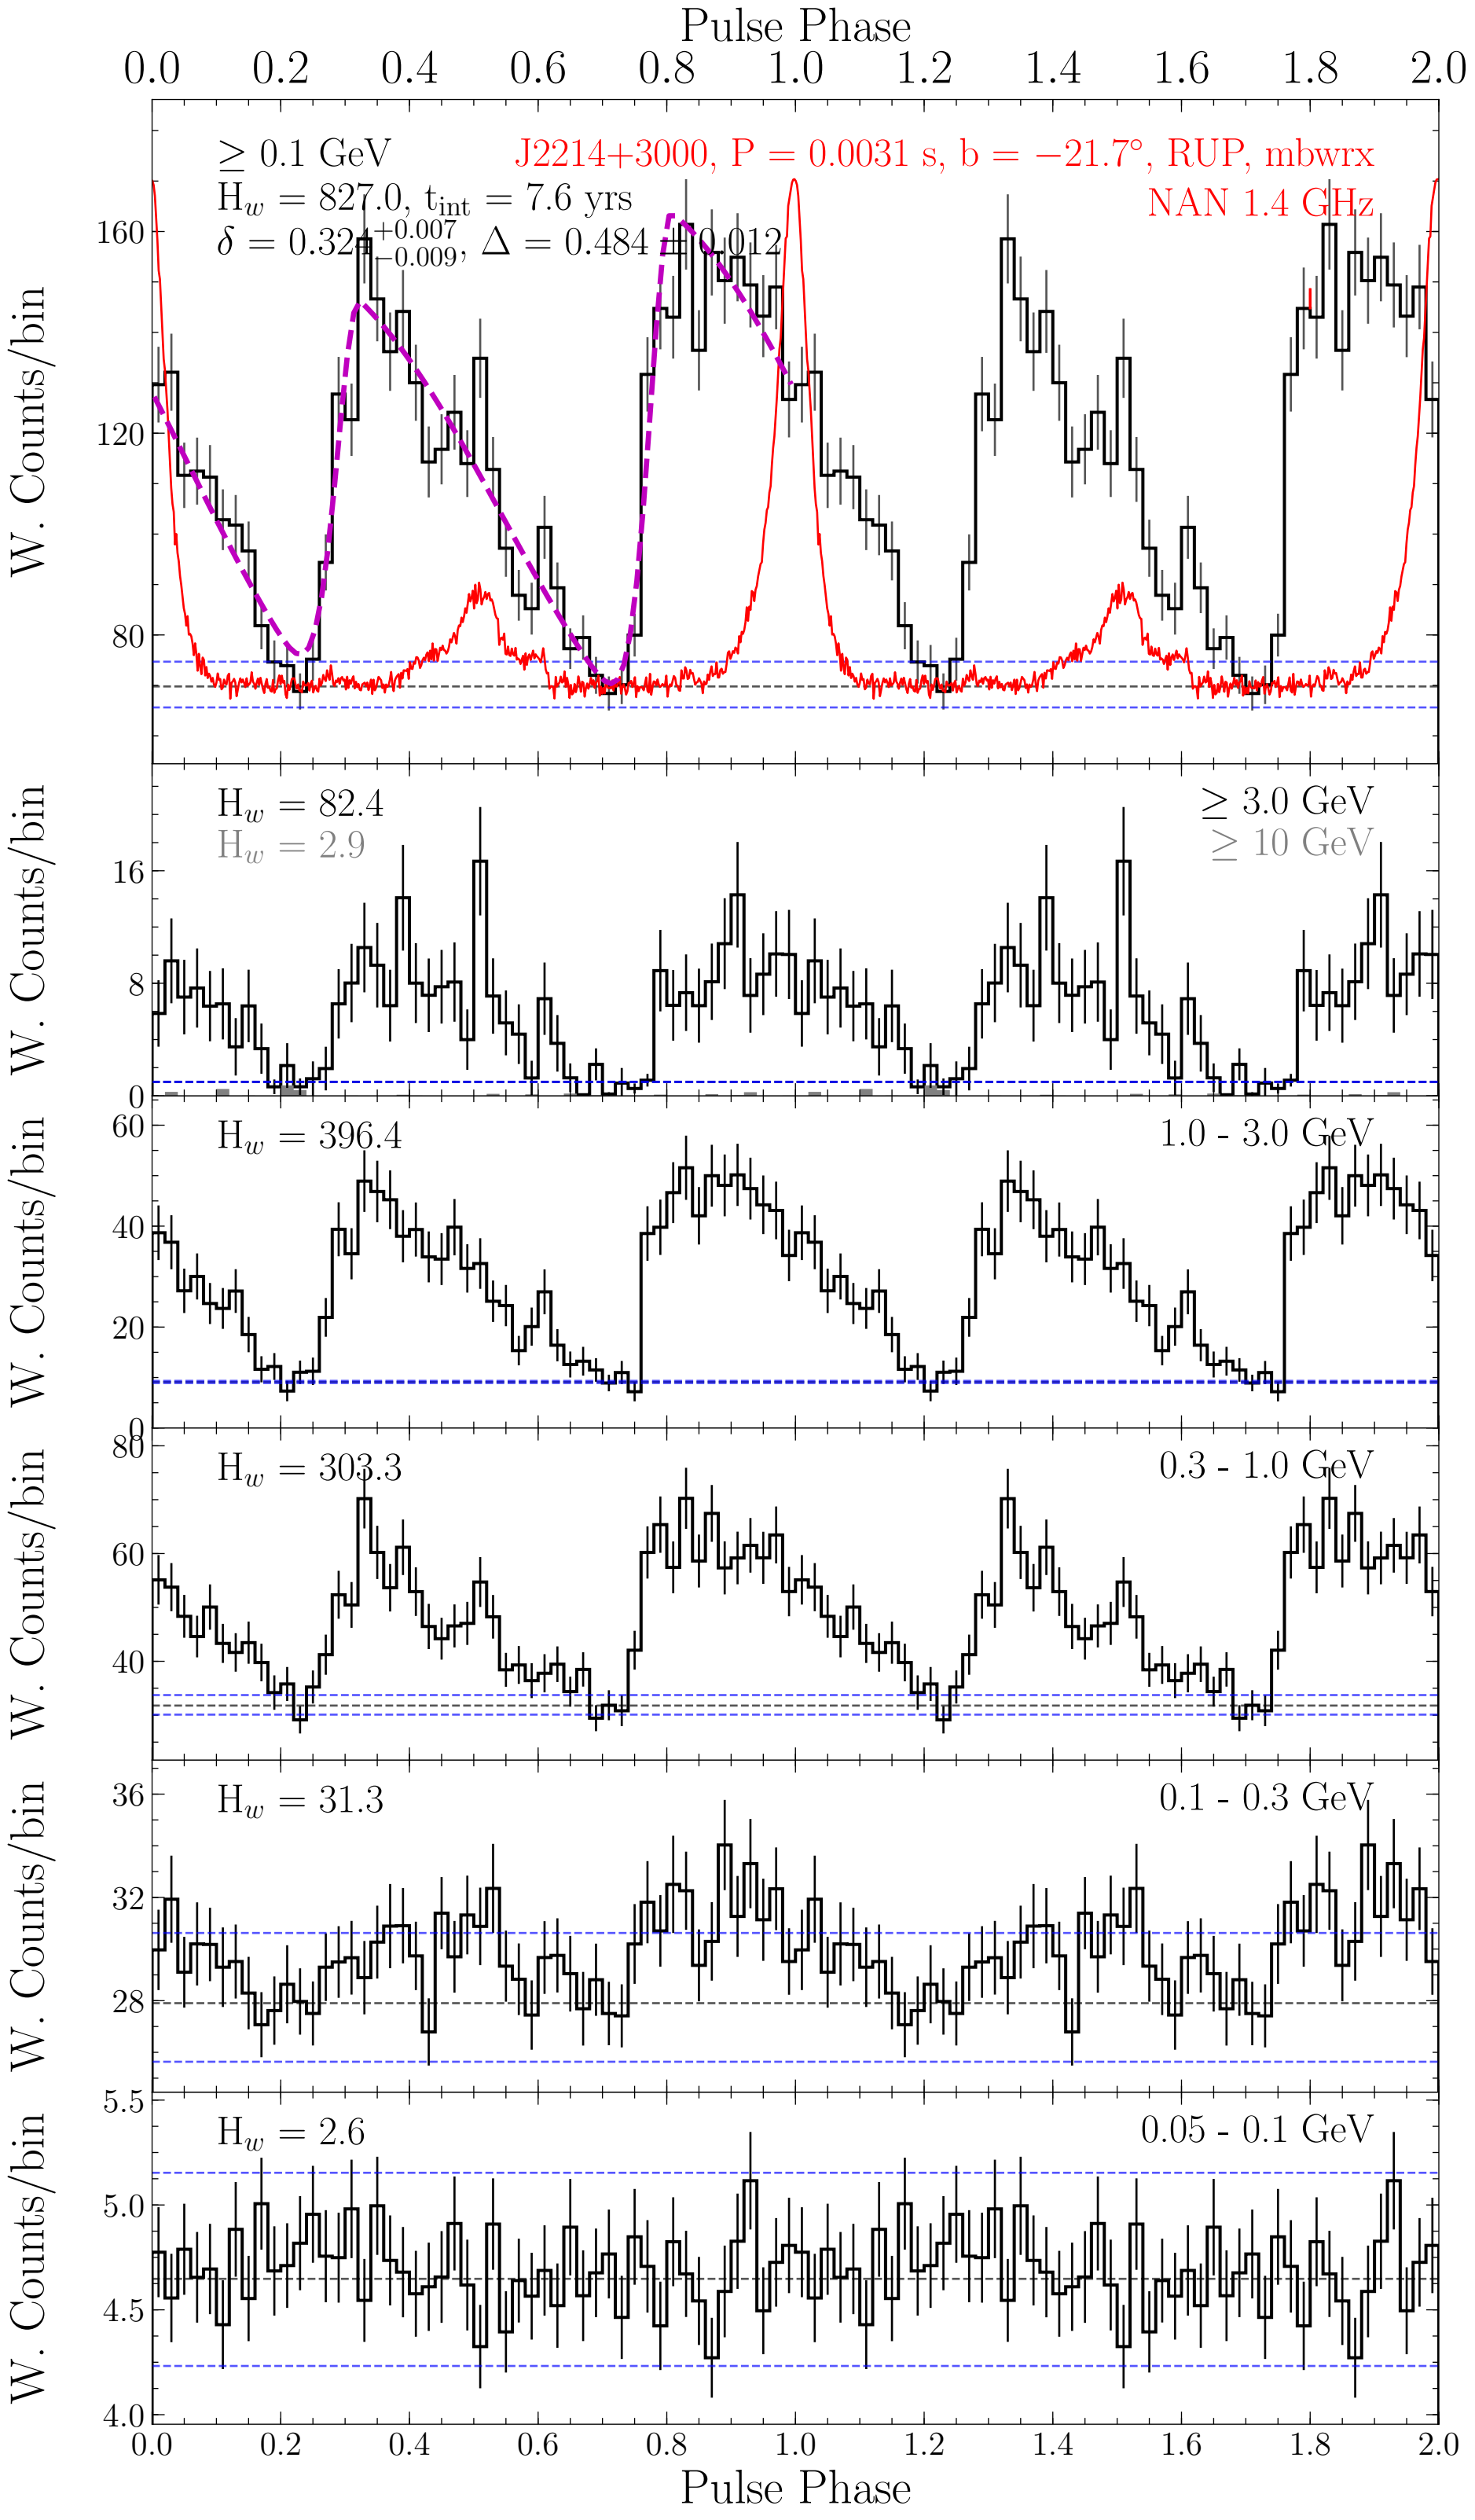 Pulse Phase
0.0 0.2 0.4 0.6 0.8 1.0 1.2 1.4 1.6 1.8 2.0
≥ 0.1 GeV
J2214+3000, P = 0.0031 s, b = −21.7°, RUP, mbwrx
H_w = 827.0, t_int = 7.6 yrs
NAN 1.4 GHz
δ = 0.324 +0.007 −0.009, Δ = 0.484 ± 0.012
W. Counts/bin
160
120
80
H_w = 82.4
≥ 3.0 GeV
H_w = 2.9
≥ 10 GeV
W. Counts/bin
16
8
0
H_w = 396.4
1.0 - 3.0 GeV
W. Counts/bin
60
40
20
0
H_w = 303.3
0.3 - 1.0 GeV
W. Counts/bin
80
60
40
H_w = 31.3
0.1 - 0.3 GeV
W. Counts/bin
36
32
28
H_w = 2.6
0.05 - 0.1 GeV
W. Counts/bin
5.5
5.0
4.5
4.0
0.0 0.2 0.4 0.6 0.8 1.0 1.2 1.4 1.6 1.8 2.0
Pulse Phase